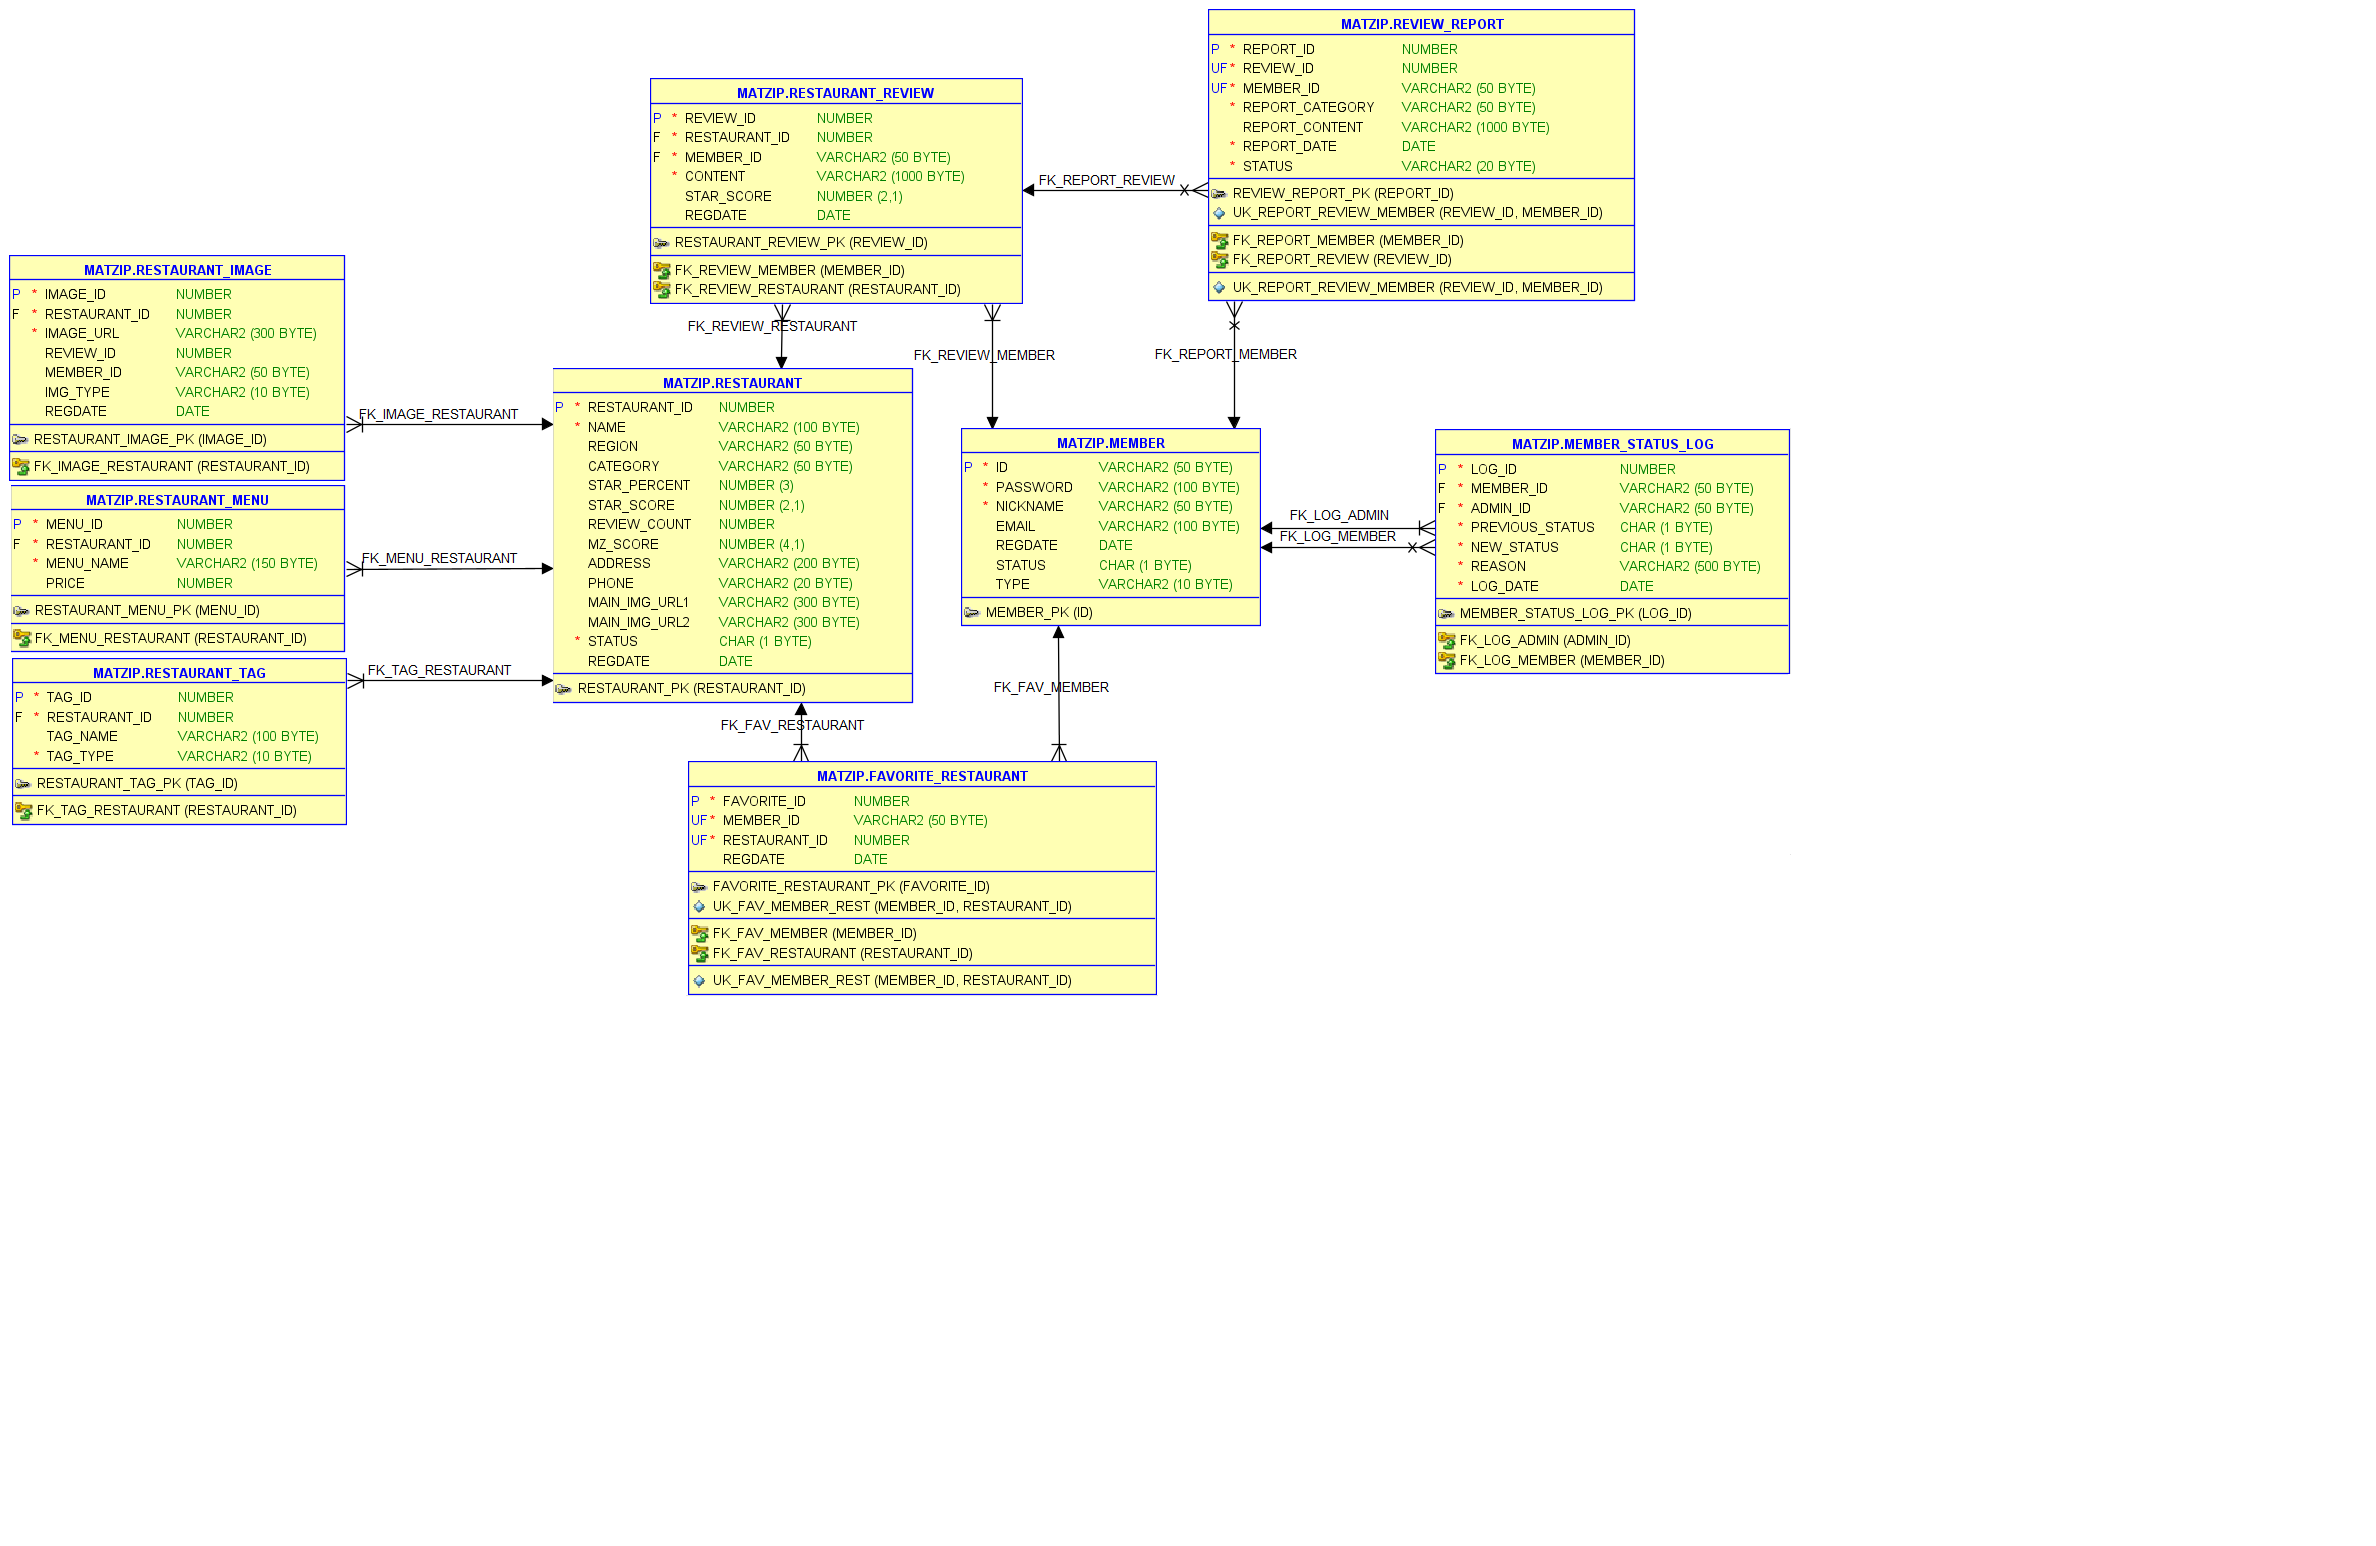 MATZIP.REVIEW_REPORT
P * REPORT_ID NUMBER
UF * REVIEW_ID NUMBER
UF * MEMBER_ID VARCHAR2 (50 BYTE)
* REPORT_CATEGORY VARCHAR2 (50 BYTE)
REPORT_CONTENT VARCHAR2 (1000 BYTE)
* REPORT_DATE DATE
* STATUS VARCHAR2 (20 BYTE)
REVIEW_REPORT_PK (REPORT_ID)
UK_REPORT_REVIEW_MEMBER (REVIEW_ID, MEMBER_ID)
FK_REPORT_MEMBER (MEMBER_ID)
FK_REPORT_REVIEW (REVIEW_ID)
UK_REPORT_REVIEW_MEMBER (REVIEW_ID, MEMBER_ID)
MATZIP.RESTAURANT_REVIEW
P * REVIEW_ID NUMBER
F * RESTAURANT_ID NUMBER
F * MEMBER_ID VARCHAR2 (50 BYTE)
* CONTENT VARCHAR2 (1000 BYTE)
STAR_SCORE NUMBER (2,1)
REGDATE DATE
RESTAURANT_REVIEW_PK (REVIEW_ID)
FK_REVIEW_MEMBER (MEMBER_ID)
FK_REVIEW_RESTAURANT (RESTAURANT_ID)
FK_REPORT_REVIEW
FK_REVIEW_RESTAURANT
FK_REVIEW_MEMBER
FK_REPORT_MEMBER
MATZIP.RESTAURANT_IMAGE
P * IMAGE_ID NUMBER
F * RESTAURANT_ID NUMBER
* IMAGE_URL VARCHAR2 (300 BYTE)
REVIEW_ID NUMBER
MEMBER_ID VARCHAR2 (50 BYTE)
IMG_TYPE VARCHAR2 (10 BYTE)
REGDATE DATE
RESTAURANT_IMAGE_PK (IMAGE_ID)
FK_IMAGE_RESTAURANT (RESTAURANT_ID)
FK_IMAGE_RESTAURANT
MATZIP.RESTAURANT_MENU
P * MENU_ID NUMBER
F * RESTAURANT_ID NUMBER
* MENU_NAME VARCHAR2 (150 BYTE)
PRICE NUMBER
RESTAURANT_MENU_PK (MENU_ID)
FK_MENU_RESTAURANT (RESTAURANT_ID)
FK_MENU_RESTAURANT
MATZIP.RESTAURANT_TAG
P * TAG_ID NUMBER
F * RESTAURANT_ID NUMBER
TAG_NAME VARCHAR2 (100 BYTE)
* TAG_TYPE VARCHAR2 (10 BYTE)
RESTAURANT_TAG_PK (TAG_ID)
FK_TAG_RESTAURANT (RESTAURANT_ID)
FK_TAG_RESTAURANT
MATZIP.RESTAURANT
P * RESTAURANT_ID NUMBER
* NAME VARCHAR2 (100 BYTE)
REGION VARCHAR2 (50 BYTE)
CATEGORY VARCHAR2 (50 BYTE)
STAR_PERCENT NUMBER (3)
STAR_SCORE NUMBER (2,1)
REVIEW_COUNT NUMBER
MZ_SCORE NUMBER (4,1)
ADDRESS VARCHAR2 (200 BYTE)
PHONE VARCHAR2 (20 BYTE)
MAIN_IMG_URL1 VARCHAR2 (300 BYTE)
MAIN_IMG_URL2 VARCHAR2 (300 BYTE)
* STATUS CHAR (1 BYTE)
REGDATE DATE
RESTAURANT_PK (RESTAURANT_ID)
MATZIP.MEMBER
P * ID VARCHAR2 (50 BYTE)
* PASSWORD VARCHAR2 (100 BYTE)
* NICKNAME VARCHAR2 (50 BYTE)
EMAIL VARCHAR2 (100 BYTE)
REGDATE DATE
STATUS CHAR (1 BYTE)
TYPE VARCHAR2 (10 BYTE)
MEMBER_PK (ID)
FK_LOG_ADMIN
FK_LOG_MEMBER
MATZIP.MEMBER_STATUS_LOG
P * LOG_ID NUMBER
F * MEMBER_ID VARCHAR2 (50 BYTE)
F * ADMIN_ID VARCHAR2 (50 BYTE)
* PREVIOUS_STATUS CHAR (1 BYTE)
* NEW_STATUS CHAR (1 BYTE)
* REASON VARCHAR2 (500 BYTE)
* LOG_DATE DATE
MEMBER_STATUS_LOG_PK (LOG_ID)
FK_LOG_ADMIN (ADMIN_ID)
FK_LOG_MEMBER (MEMBER_ID)
FK_FAV_MEMBER
FK_FAV_RESTAURANT
MATZIP.FAVORITE_RESTAURANT
P * FAVORITE_ID NUMBER
UF * MEMBER_ID VARCHAR2 (50 BYTE)
UF * RESTAURANT_ID NUMBER
REGDATE DATE
FAVORITE_RESTAURANT_PK (FAVORITE_ID)
UK_FAV_MEMBER_REST (MEMBER_ID, RESTAURANT_ID)
FK_FAV_MEMBER (MEMBER_ID)
FK_FAV_RESTAURANT (RESTAURANT_ID)
UK_FAV_MEMBER_REST (MEMBER_ID, RESTAURANT_ID)